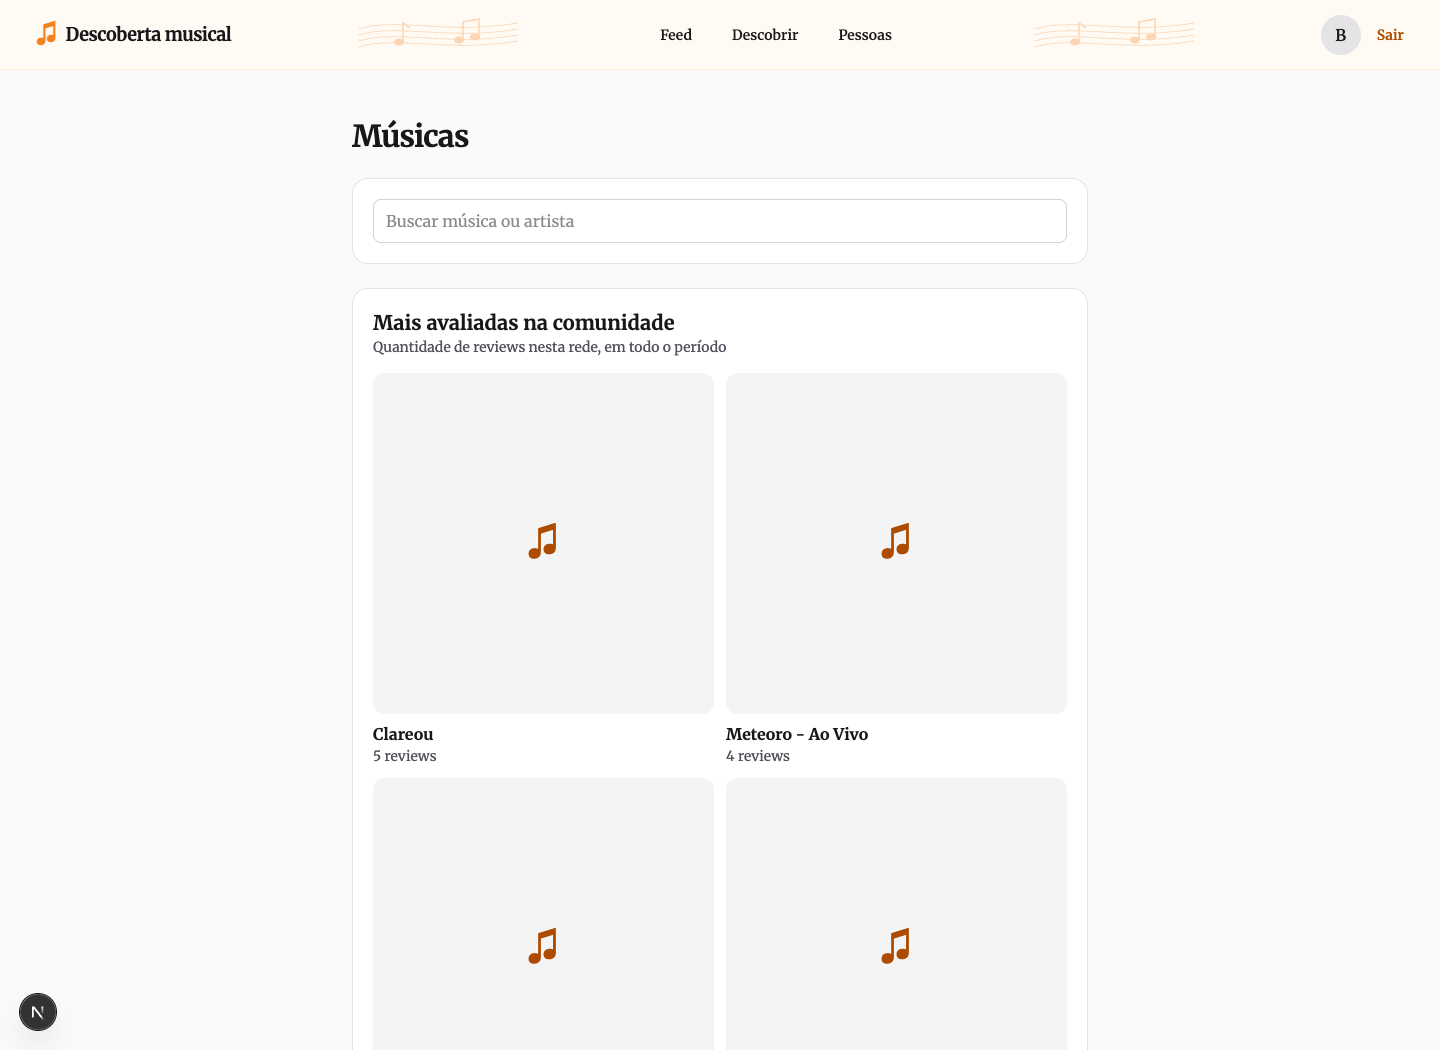 Descoberta musical
Feed
Descobrir
Pessoas
B
Sair
Músicas
Buscar música ou artista
Mais avaliadas na comunidade
Quantidade de reviews nesta rede, em todo o período
Clareou
5 reviews
Meteoro - Ao Vivo
4 reviews
N